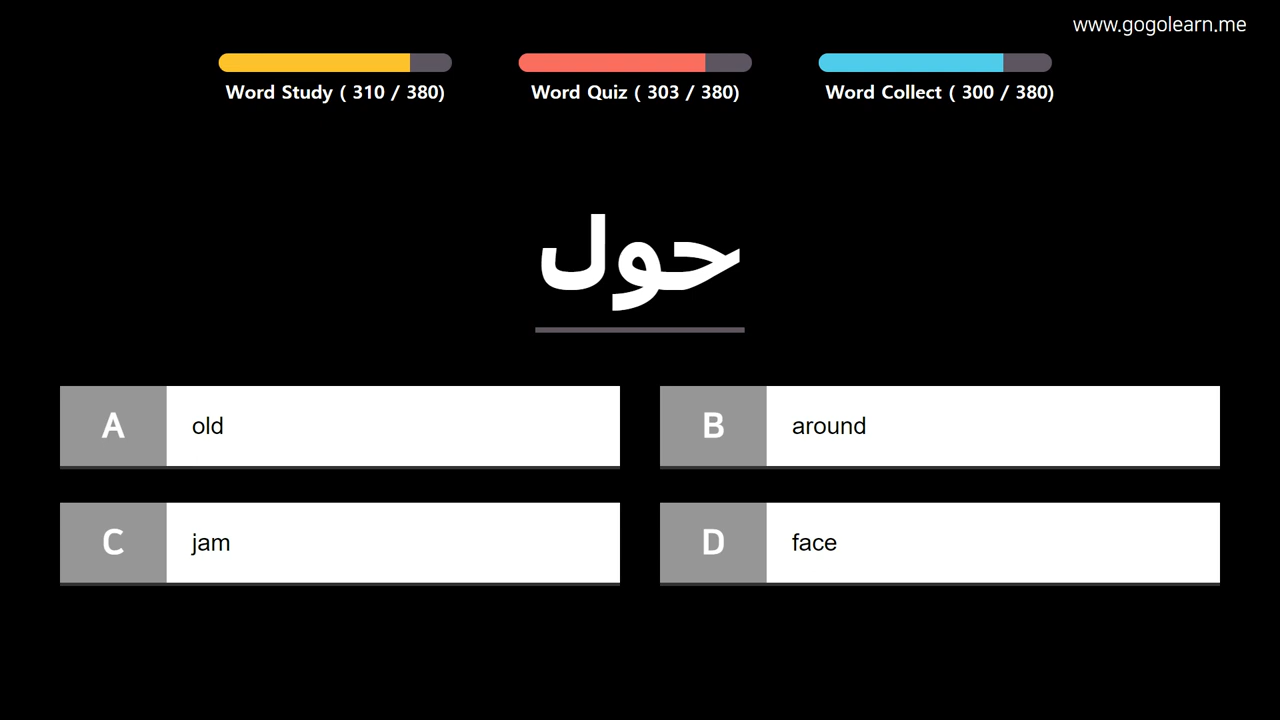 www.gogolearn.me
Word Study ( 310 / 380)
Word Quiz ( 303 / 380)
Word Collect ( 300 / 380)
حول
A old
B around
C jam
D face